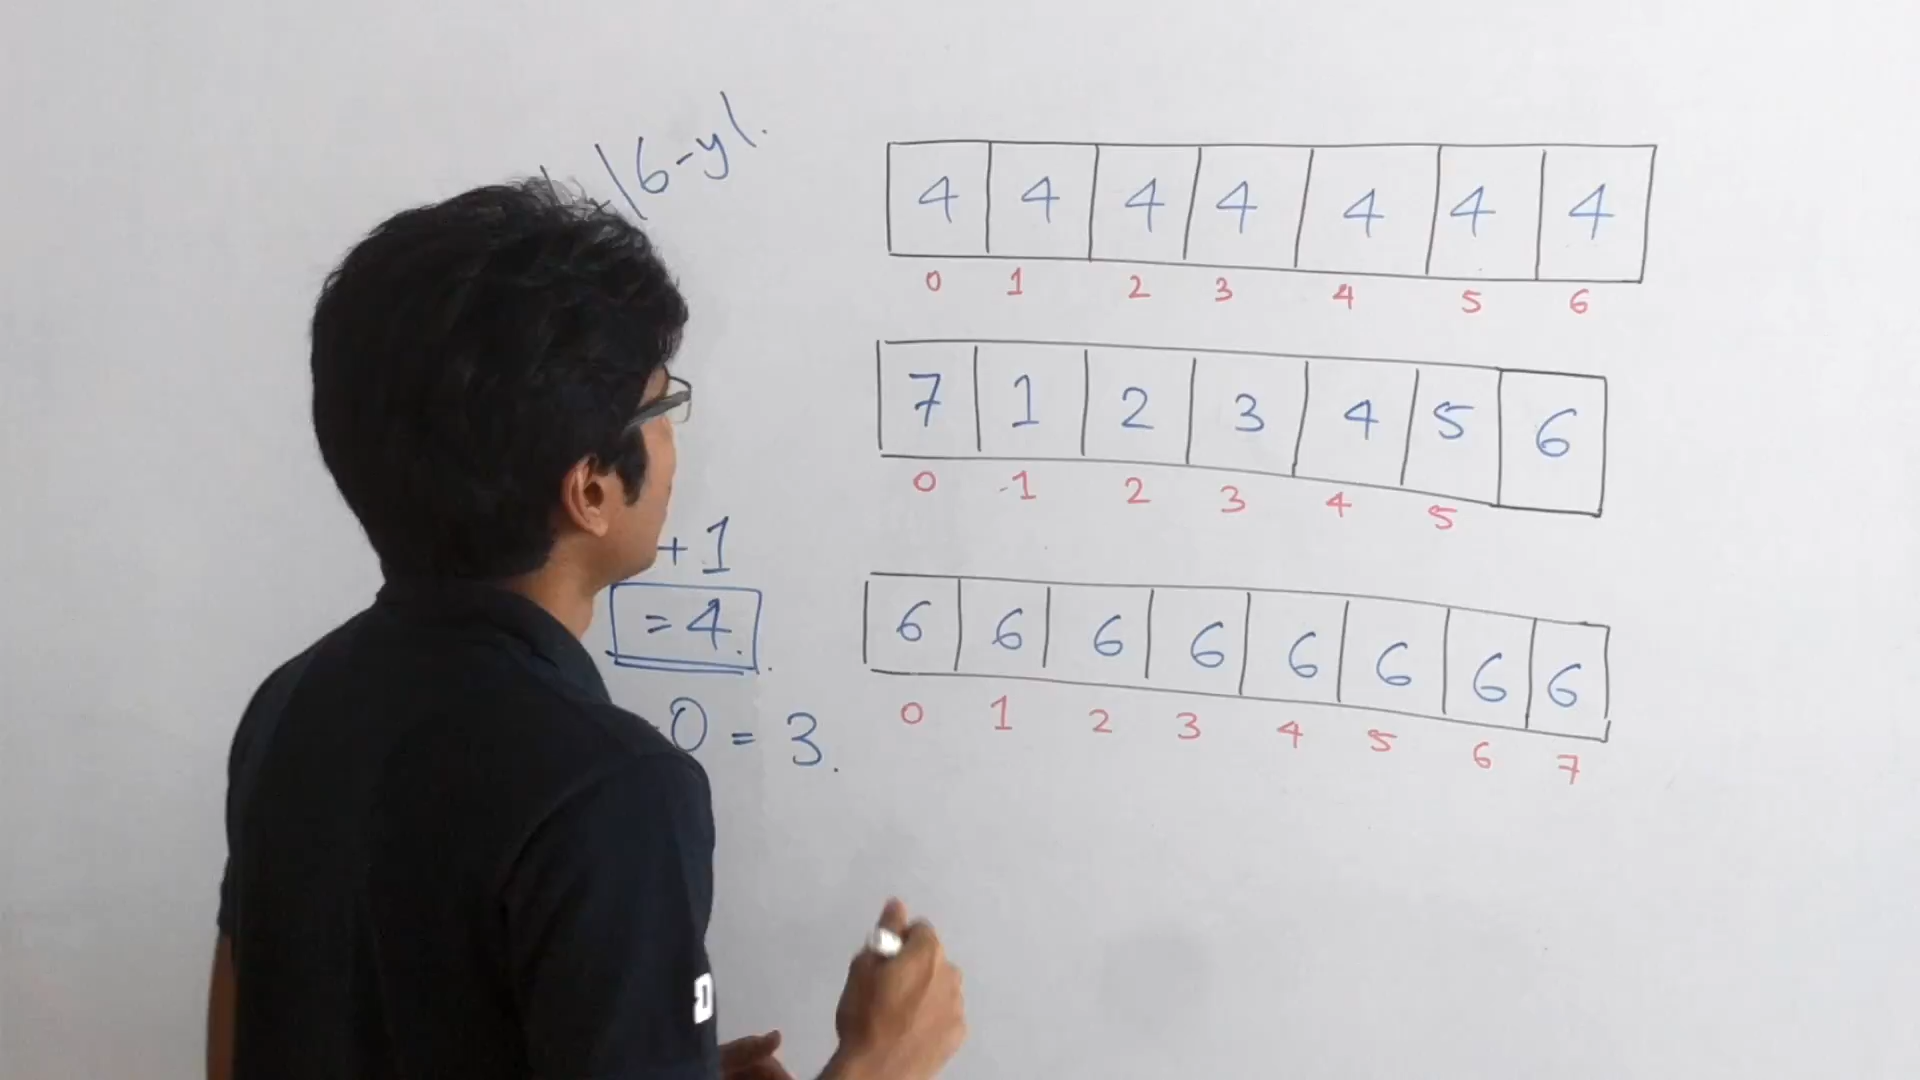 |6-y|.
4 4 4 4 4 4 4
0 1 2 3 4 5 6
7 1 2 3 4 5 6
0 1 2 3 4 5
+1
=4.
0 = 3.
6 6 6 6 6 6 6 6
0 1 2 3 4 5 6 7